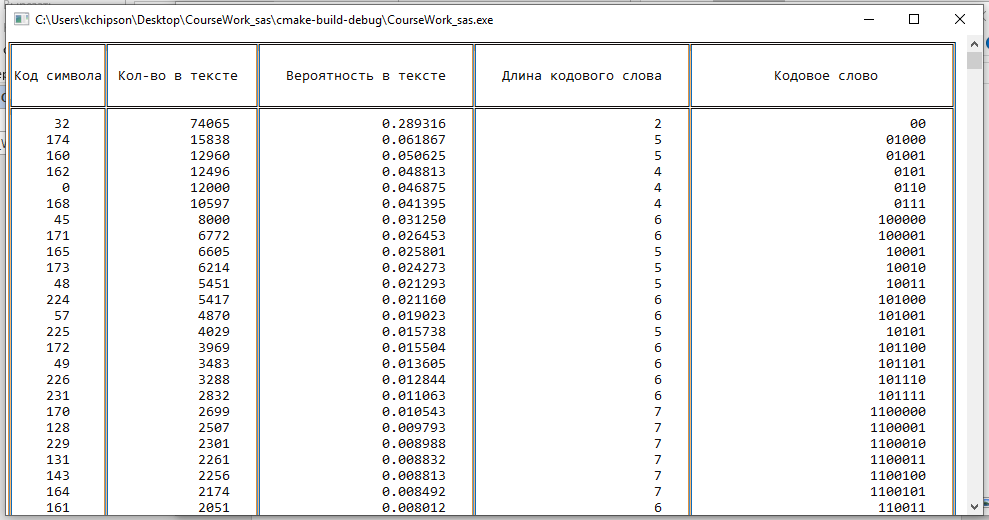 C:\Users\kchipson\Desktop\CourseWork_sas\cmake-build-debug\CourseWork_sas.exe
Код символа Кол-во в тексте Вероятность в тексте Длина кодового слова Кодовое слово
32 74065 0.289316 2 00
174 15838 0.061867 5 01000
160 12960 0.050625 5 01001
162 12496 0.048813 4 0101
0 12000 0.046875 4 0110
168 10597 0.041395 4 0111
45 8000 0.031250 6 100000
171 6772 0.026453 6 100001
165 6605 0.025801 5 10001
173 6214 0.024273 5 10010
48 5451 0.021293 5 10011
224 5417 0.021160 6 101000
57 4870 0.019023 6 101001
225 4029 0.015738 5 10101
172 3969 0.015504 6 101100
49 3483 0.013605 6 101101
226 3288 0.012844 6 101110
231 2832 0.011063 6 101111
170 2699 0.010543 7 1100000
128 2507 0.009793 7 1100001
229 2301 0.008988 7 1100010
131 2261 0.008832 7 1100011
143 2256 0.008813 7 1100100
164 2174 0.008492 7 1100101
161 2051 0.008012 6 110011